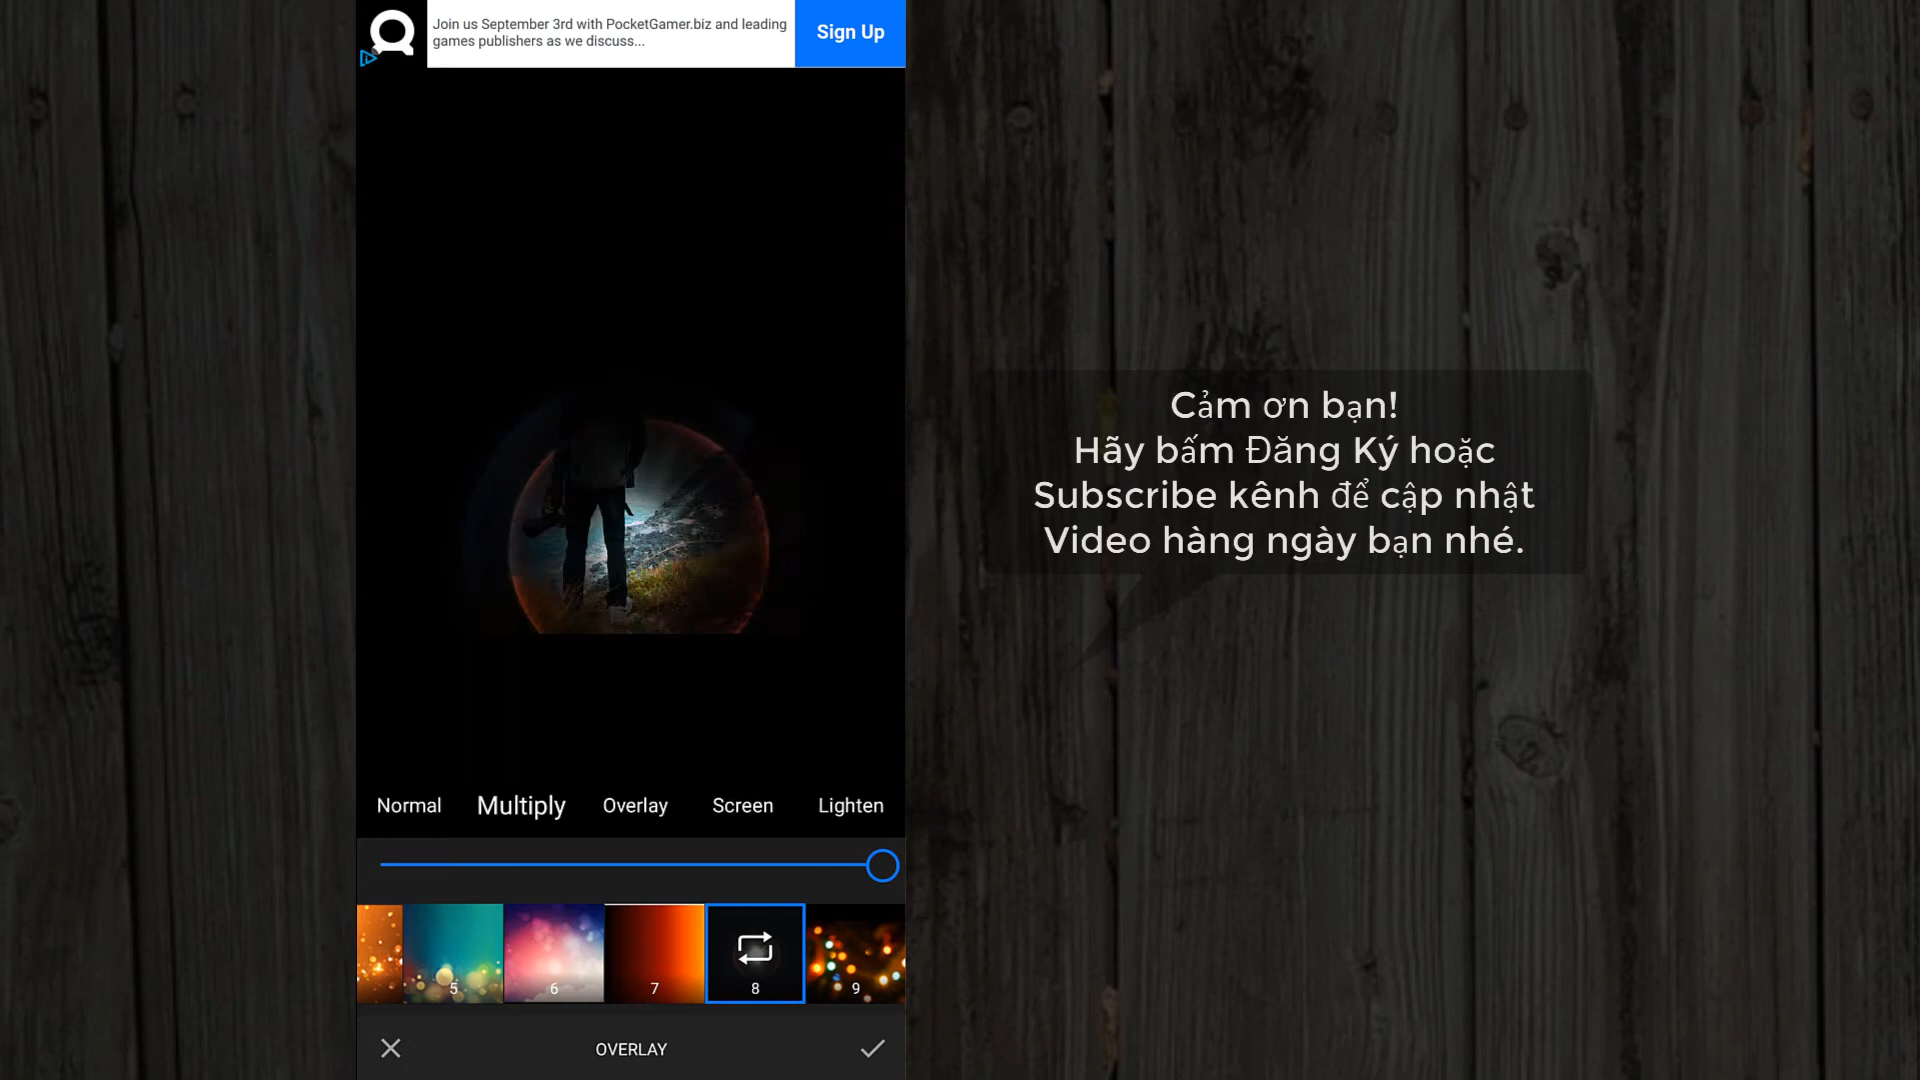 Join us September 3rd with PocketGamer.biz and leading
games publishers as we discuss...
Sign Up
Cảm ơn bạn!
Hãy bấm Đăng Ký hoặc
Subscribe kênh để cập nhật
Video hàng ngày bạn nhé.
Normal Multiply Overlay Screen Lighten
5 6 7 8 9
OVERLAY